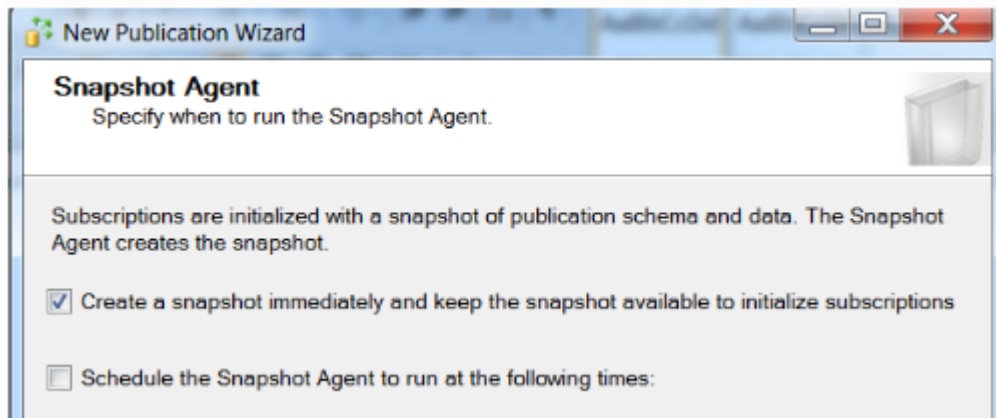 New Publication Wizard
Snapshot Agent
Specify when to run the Snapshot Agent.
Subscriptions are initialized with a snapshot of publication schema and data. The Snapshot
Agent creates the snapshot.
Create a snapshot immediately and keep the snapshot available to initialize subscriptions
Schedule the Snapshot Agent to run at the following times: